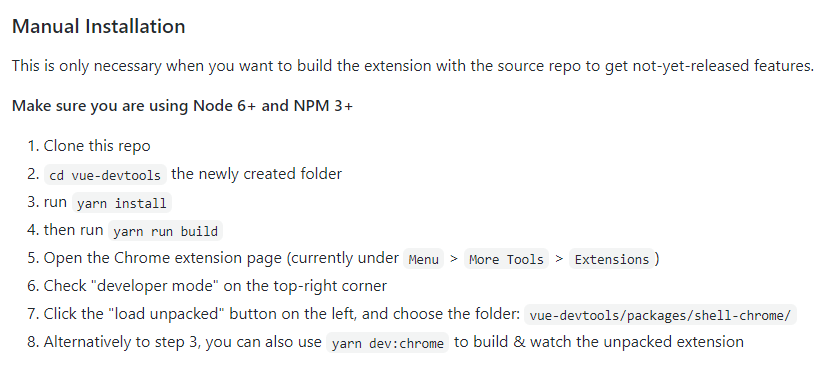 Manual Installation
This is only necessary when you want to build the extension with the source repo to get not-yet-released features.
Make sure you are using Node 6+ and NPM 3+
1. Clone this repo
2. cd vue-devtools the newly created folder
3. run yarn install
4. then run yarn run build
5. Open the Chrome extension page (currently under Menu > More Tools > Extensions )
6. Check "developer mode" on the top-right corner
7. Click the "load unpacked" button on the left, and choose the folder: vue-devtools/packages/shell-chrome/
8. Alternatively to step 3, you can also use yarn dev:chrome to build & watch the unpacked extension